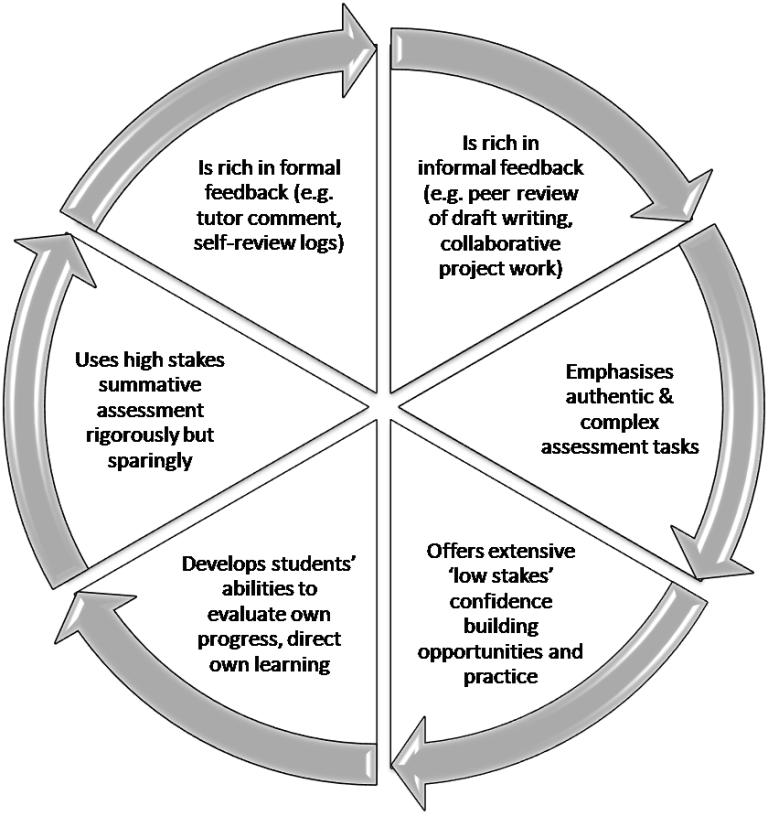 Is rich in formal
feedback (e.g.
tutor comment,
self-review logs)
Is rich in
informal feedback
(e.g. peer review
of draft writing,
collaborative
project work)
Emphasises
authentic &
complex
assessment tasks
Offers extensive
‘low stakes’
confidence
building
opportunities and
practice
Develops students’
abilities to
evaluate own
progress, direct
own learning
Uses high stakes
summative
assessment
rigorously but
sparingly